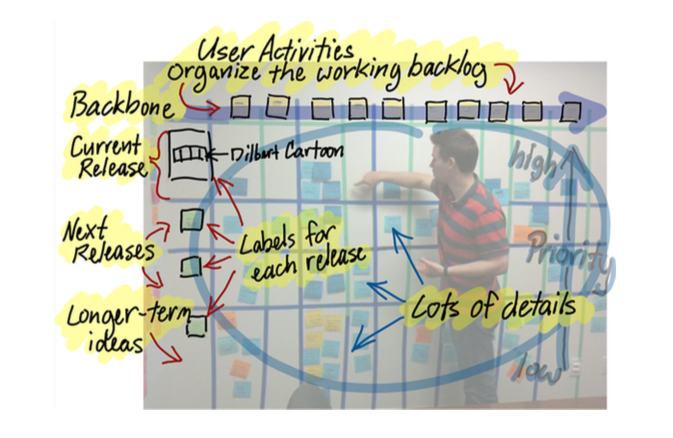 User Activities
organize the working backlog
Backbone
Current
Release
Dilbert Cartoon
high
Next
Releases
Labels for
each release
Priority
Lots of details
Longer-term
ideas
low